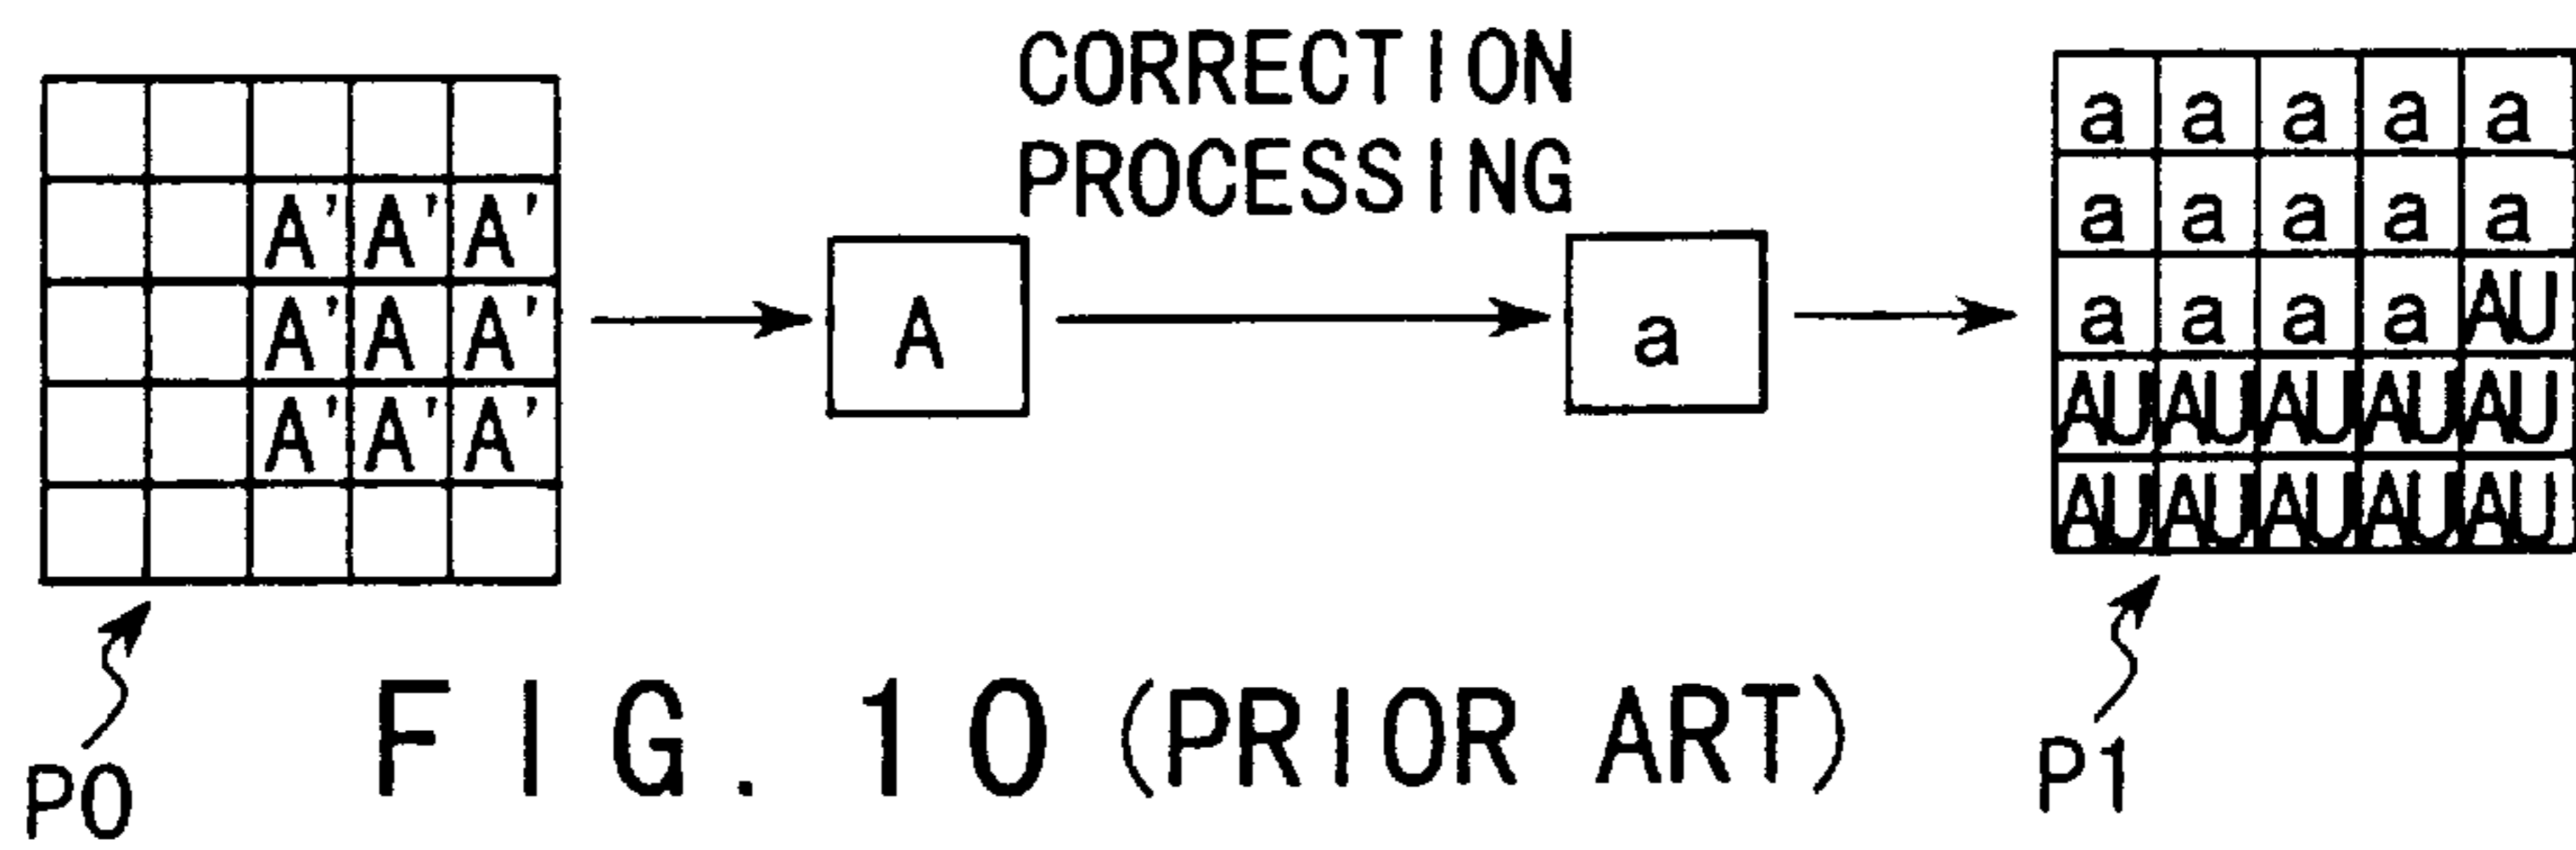 CORRECTION
PROCESSING
A' A' A'
A' A A'
A' A' A'
A
a
a a a a a
a a a a a
a a a a AU
AU AU AU AU AU
AU AU AU AU AU
P0
P1
FIG. 10 (PRIOR ART)